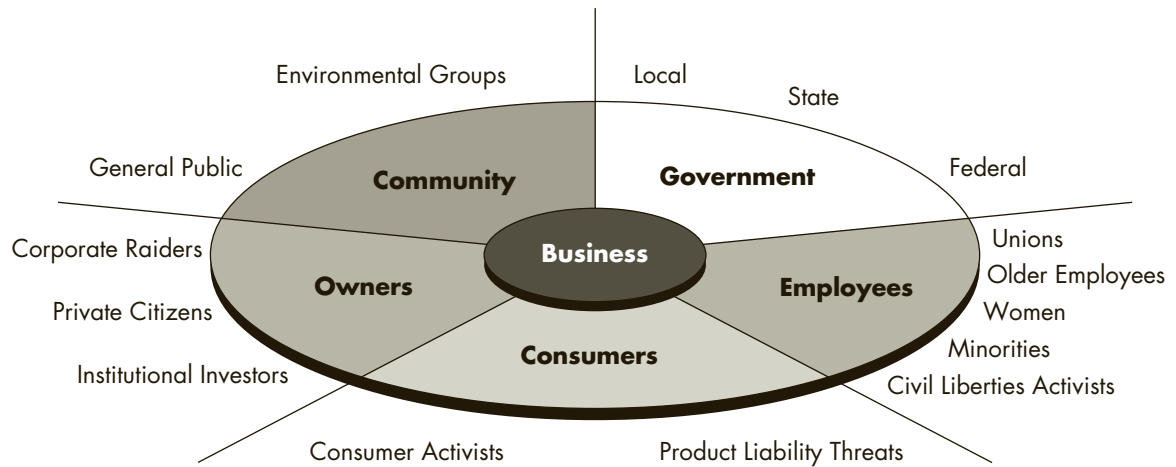 Environmental Groups
Local
State
General Public
Community
Government
Federal
Corporate Raiders
Business
Unions
Owners
Employees
Older Employees
Private Citizens
Women
Consumers
Minorities
Institutional Investors
Civil Liberties Activists
Consumer Activists
Product Liability Threats